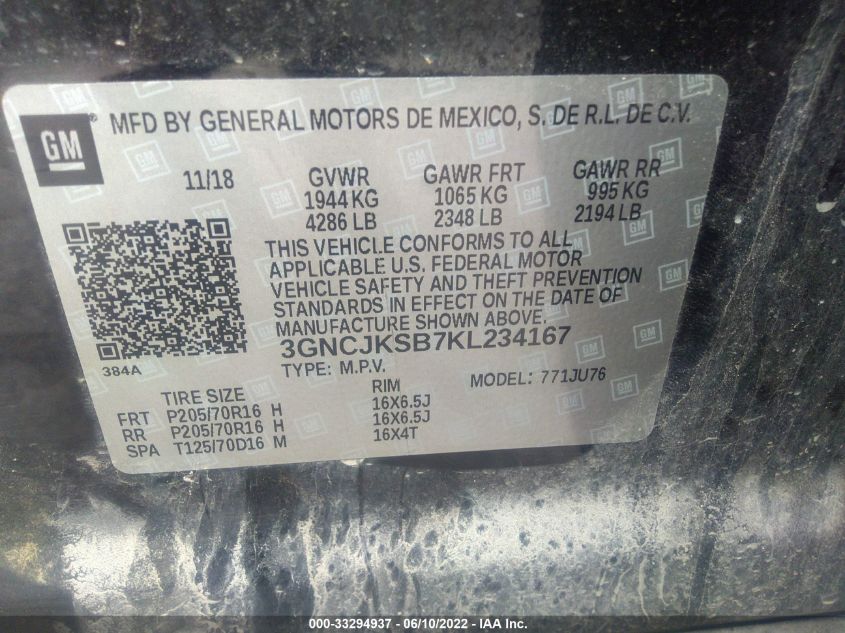 GM
MFD BY GENERAL MOTORS DE MEXICO, S. DE R.L. DE C.V.
11/18 GVWR GAWR FRT GAWR RR
1944 KG 1065 KG 995 KG
4286 LB 2348 LB 2194 LB
THIS VEHICLE CONFORMS TO ALL
APPLICABLE U.S. FEDERAL MOTOR
VEHICLE SAFETY AND THEFT PREVENTION
STANDARDS IN EFFECT ON THE DATE OF
MANUFACTURE SHOWN ABOVE.
384A
3GNCJKSB7KL234167
TYPE: M.P.V. MODEL: 771JU76
TIRE SIZE RIM
FRT P205/70R16 H 16X6.5J
RR P205/70R16 H 16X6.5J
SPA T125/70D16 M 16X4T
000-33294937 - 06/10/2022 - IAA Inc.